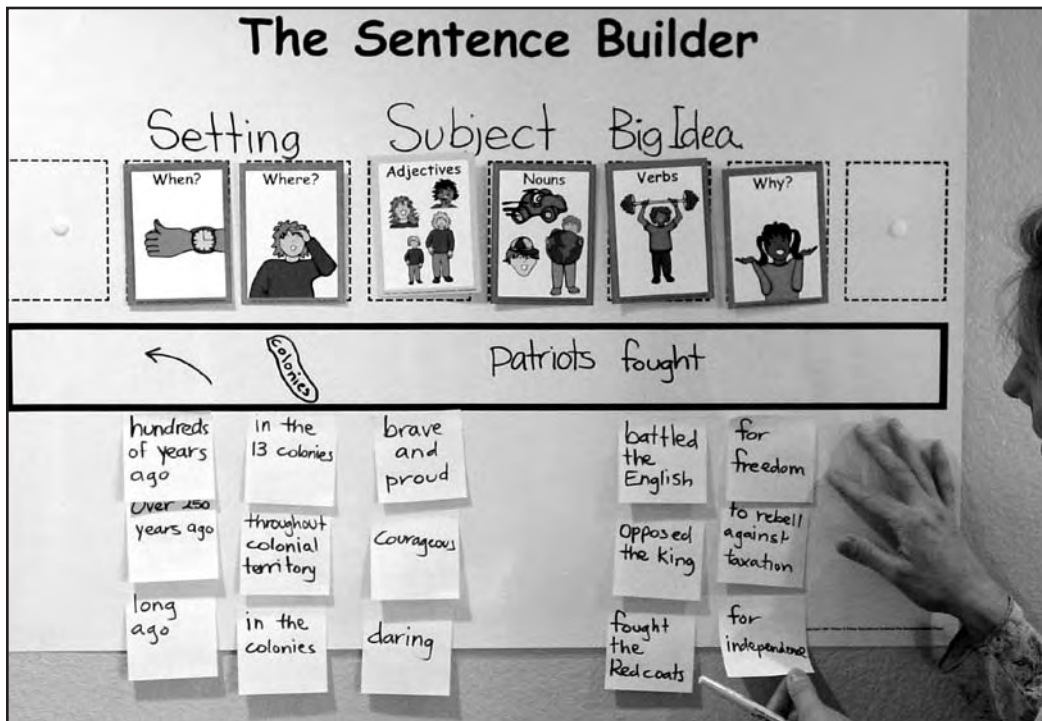 The Sentence Builder
Setting Subject Big Idea
When? Where? Adjectives Nouns Verbs Why?
colonies Patriots fought
hundreds
of years
ago
in the
13 colonies
brave
and
proud
battled
the
English
for
freedom
Over 250
years ago
throughout
colonial
territory
Courageous
opposed
the king
to rebell
against
taxation
long
ago
in the
colonies
daring
fought
the
Redcoats
for
independence